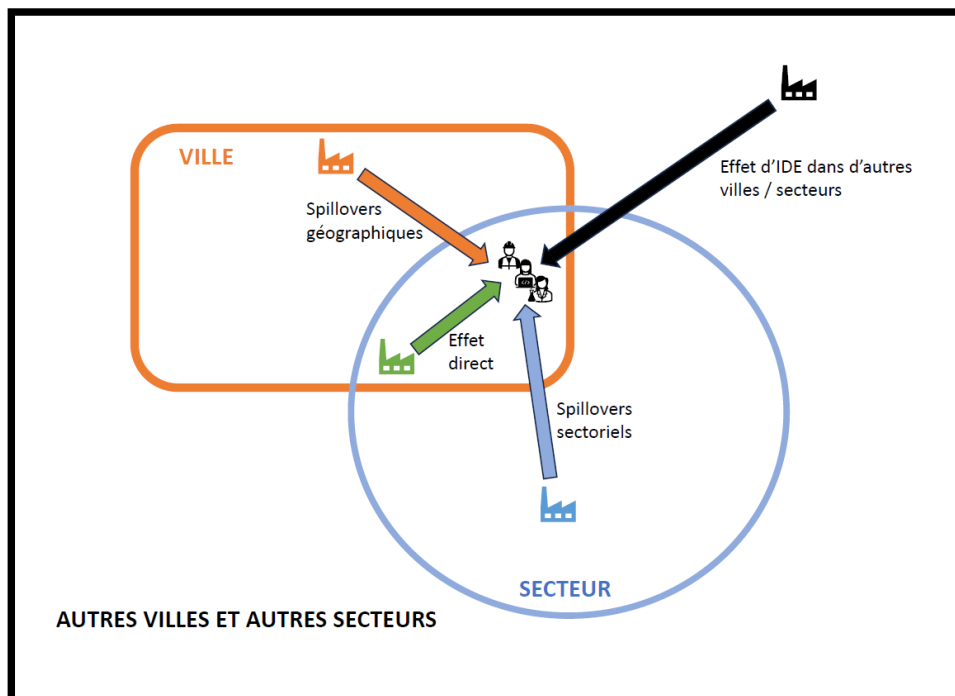 VILLE
Effet d’IDE dans d’autres
villes / secteurs
Spillovers
géographiques
Effet
direct
Spillovers
sectoriels
SECTEUR
AUTRES VILLES ET AUTRES SECTEURS